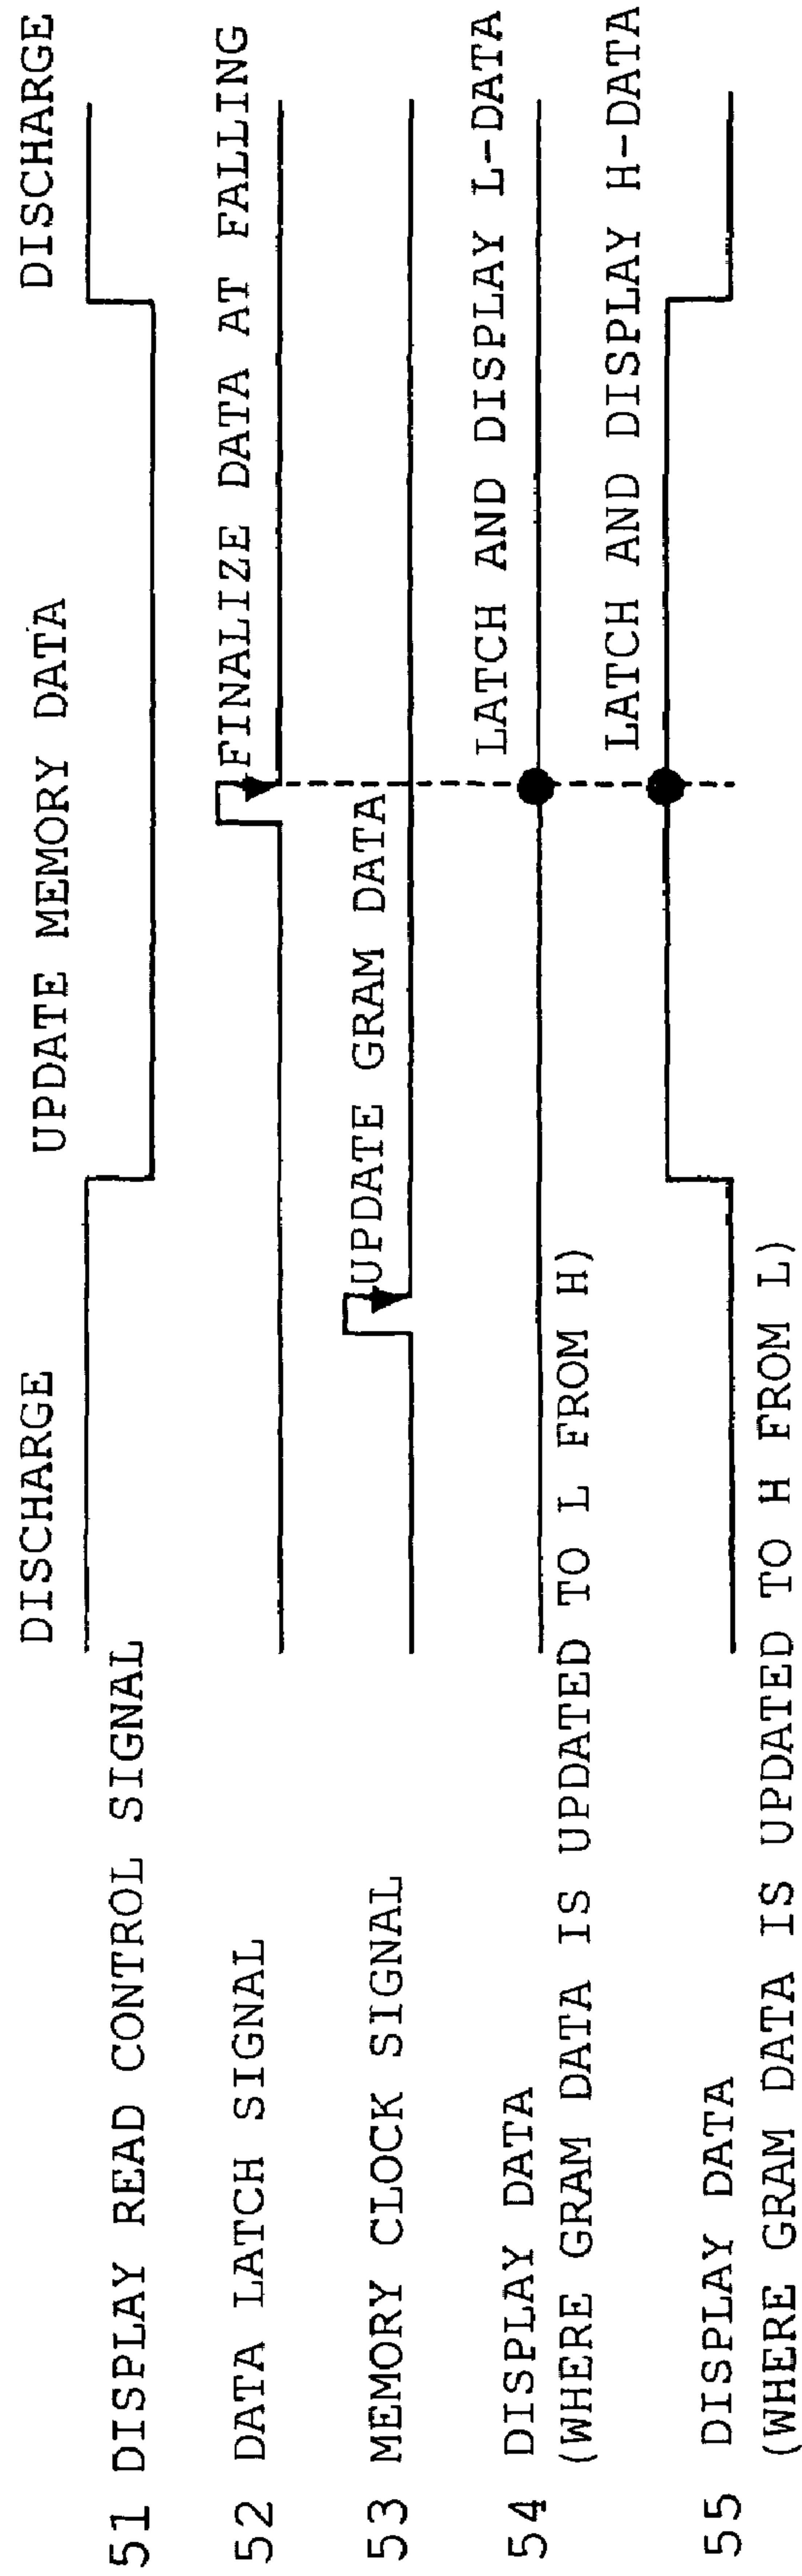 DISCHARGE
UPDATE MEMORY DATA
DISCHARGE
51 DISPLAY READ CONTROL SIGNAL
FINALIZE DATA AT FALLING
52 DATA LATCH SIGNAL
UPDATE GRAM DATA
53 MEMORY CLOCK SIGNAL
LATCH AND DISPLAY L-DATA
54 DISPLAY DATA
(WHERE GRAM DATA IS UPDATED TO L FROM H)
LATCH AND DISPLAY H-DATA
55 DISPLAY DATA
(WHERE GRAM DATA IS UPDATED TO H FROM L)